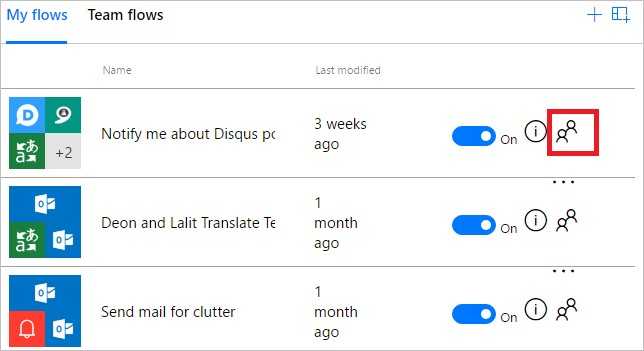 My flows Team flows
Name Last modified
Notify me about Disqus po
3 weeks
ago
On
+2
Deon and Lalit Translate Te
1
month
ago
On
Send mail for clutter
1
month
ago
On